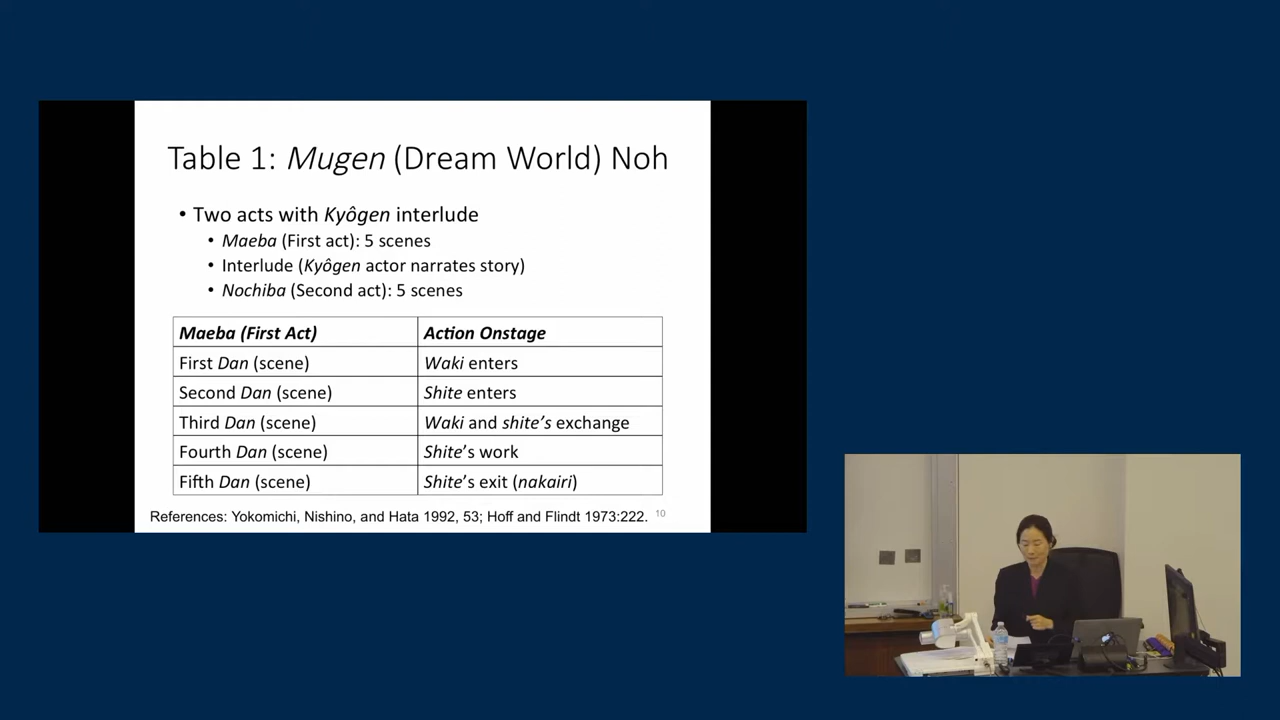 Table 1: Mugen (Dream World) Noh
• Two acts with Kyôgen interlude
• Maeba (First act): 5 scenes
• Interlude (Kyôgen actor narrates story)
• Nochiba (Second act): 5 scenes
Maeba (First Act) Action Onstage
First Dan (scene) Waki enters
Second Dan (scene) Shite enters
Third Dan (scene) Waki and shite's exchange
Fourth Dan (scene) Shite's work
Fifth Dan (scene) Shite's exit (nakairi)
References: Yokomichi, Nishino, and Hata 1992, 53; Hoff and Flindt 1973:222. 10